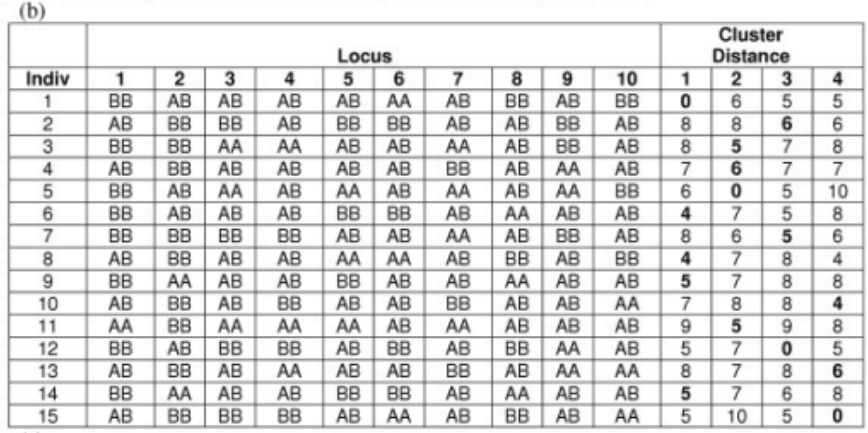 (b)
Cluster
Locus Distance
Indiv 1 2 3 4 5 6 7 8 9 10 1 2 3 4
1 BB AB AB AB AB AA AB BB AB BB 0 6 5 5
2 AB BB BB AB BB BB AB AB BB AB 8 8 6 6
3 BB BB AA AA AB AB AA AB BB AB 8 5 7 8
4 AB BB AB AB AB AB BB AB AA AB 7 6 7 7
5 BB AB AA AB AA AB AA AB AA BB 6 0 5 10
6 BB AB AB AB BB BB AB AA AB AB 4 7 5 8
7 BB BB BB BB AB AB AA AB BB AB 8 6 5 6
8 AB BB AB AB AA AA AB BB AB BB 4 7 8 4
9 BB AA AB AB BB AB AB AA AB AB 5 7 8 8
10 AB BB AB BB AB AB BB AB AB AA 7 8 8 4
11 AA BB AA AA AA AB AA AB AB AB 9 5 9 8
12 BB AB BB BB AB BB AB BB AA AB 5 7 0 5
13 AB BB AB AA AB AB BB AB AA AA 8 7 8 6
14 BB AA AB AB BB BB AB AA AB AB 5 7 6 8
15 AB BB BB BB AB AA AB BB AB AA 5 10 5 0